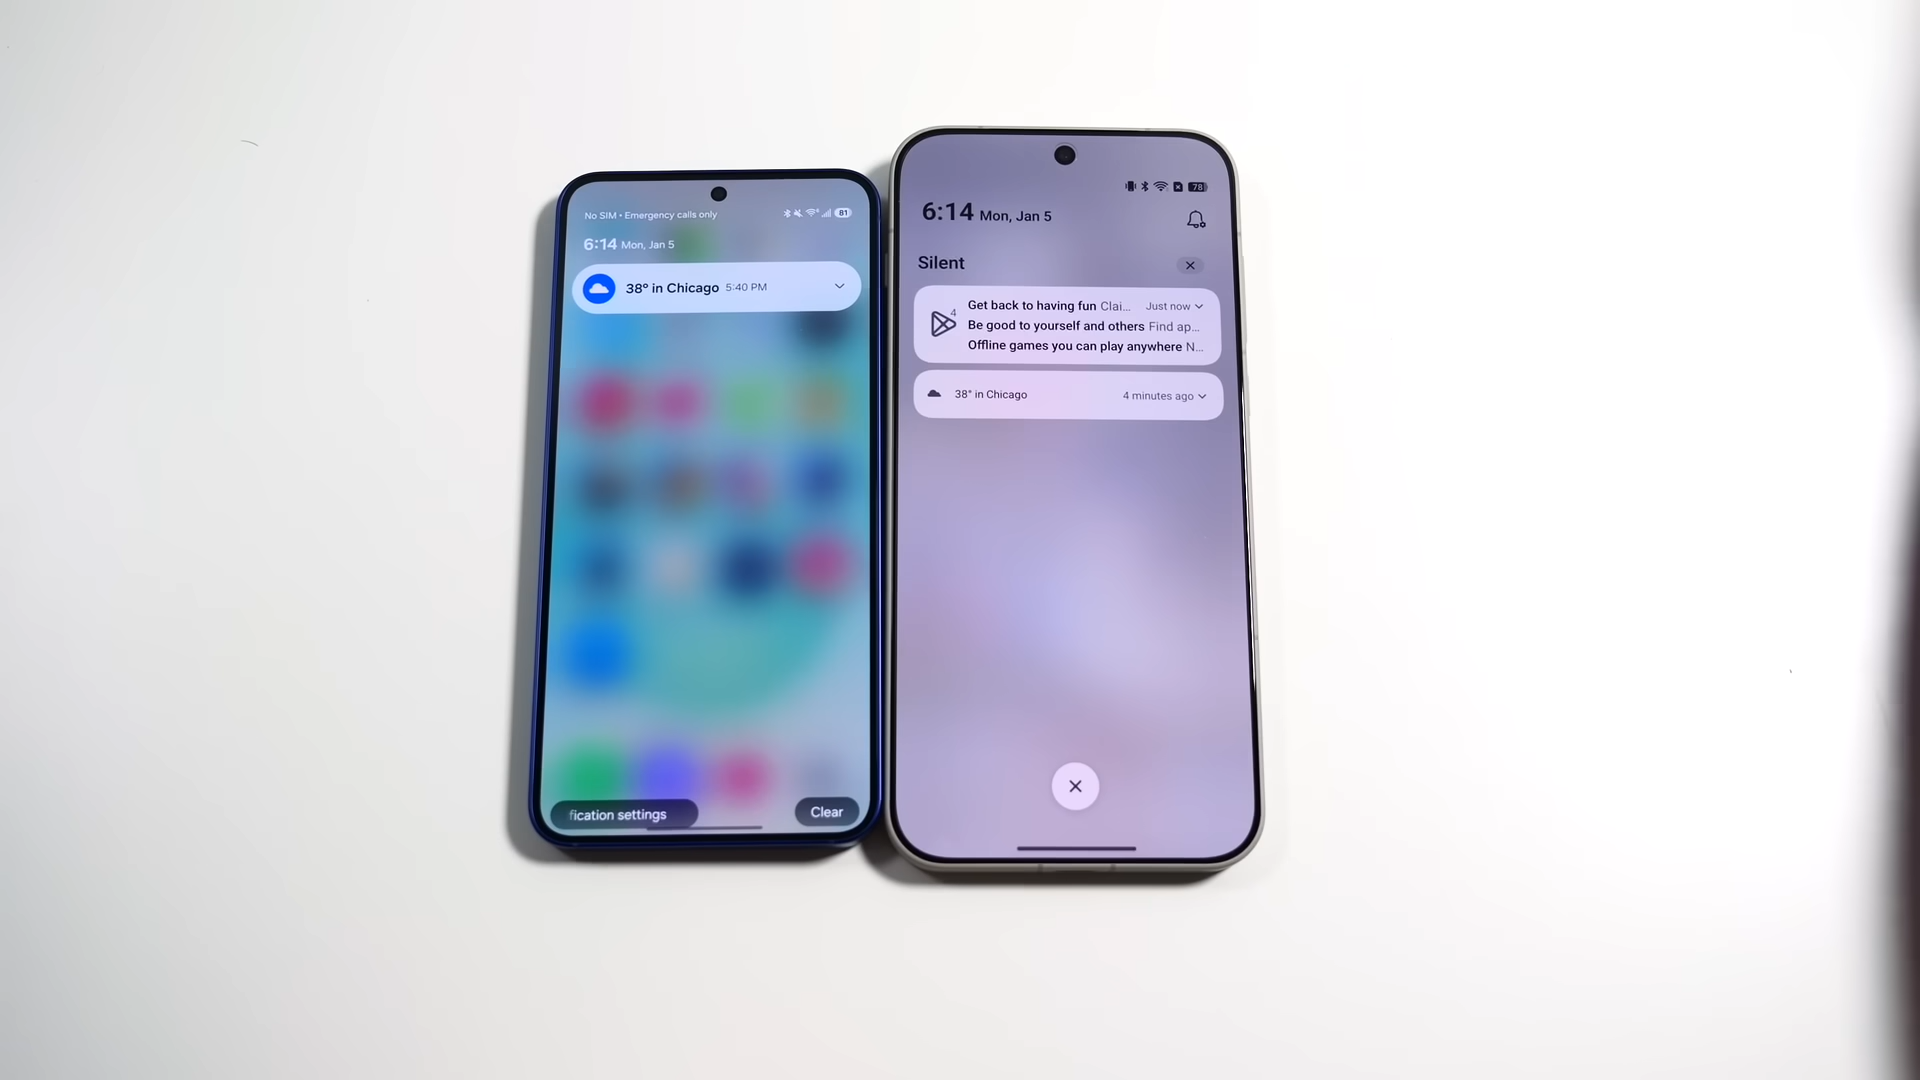 No SIM • Emergency calls only
81
6:14 Mon, Jan 5
38° in Chicago 5:40 PM
fication settings
Clear
78
6:14 Mon, Jan 5
Silent
4
Get back to having fun Clai... Just now
Be good to yourself and others Find ap...
Offline games you can play anywhere N...
38° in Chicago 4 minutes ago